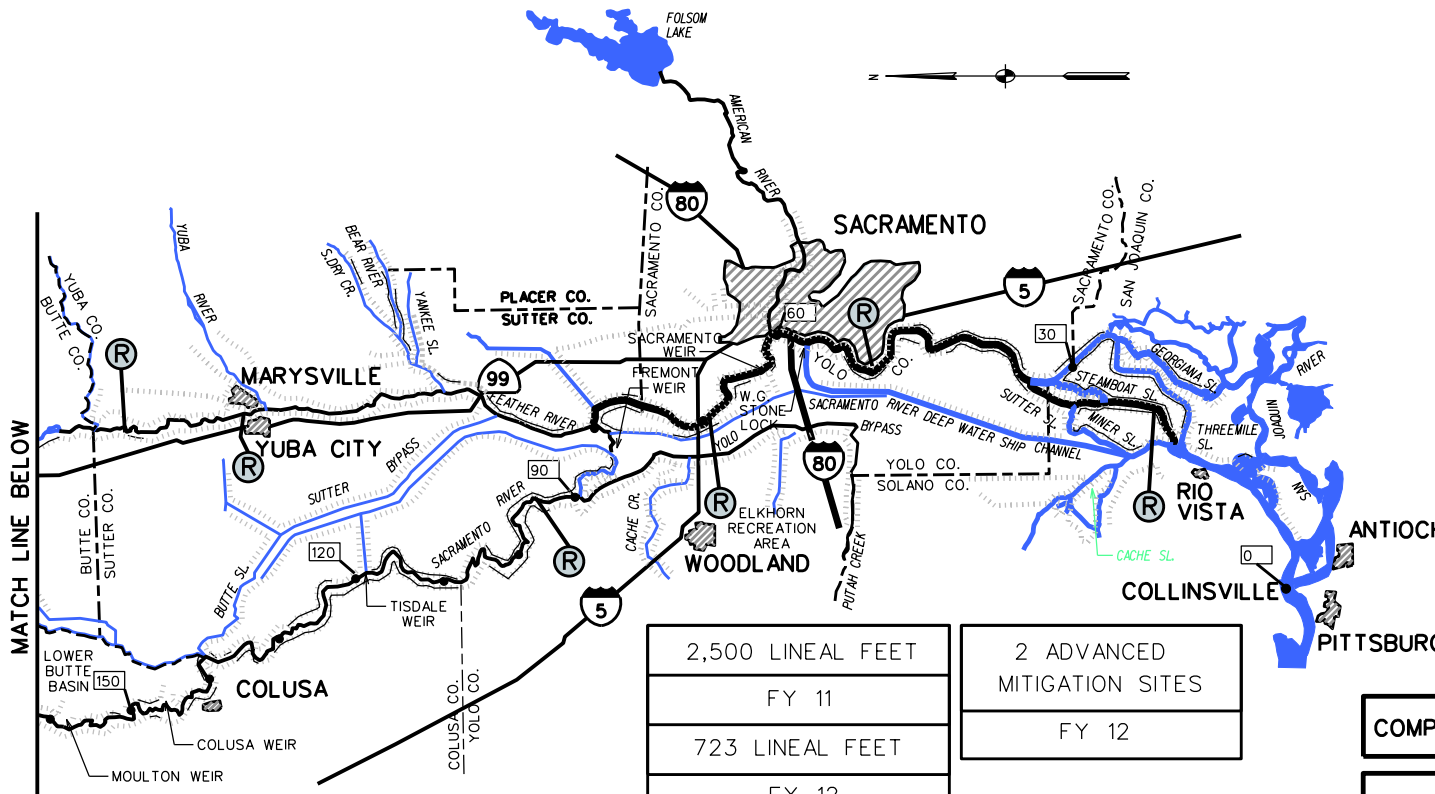 FOLSOM
LAKE
N
AMERICAN
RIVER
80
SACRAMENTO
SACRAMENTO CO.
SACRAMENTO CO.
SAN JOAQUIN CO.
5
YUBA CO.
BUTTE CO.
YUBA
RIVER
BEAR RIVER
S.DRY CR.
YANKEE SL
PLACER CO.
SUTTER CO.
R
R
60
30
GEORGIANA SL
RIVER
JOAQUIN
SAN
MARYSVILLE
99
SACRAMENTO
WEIR
FREMONT
WEIR
YOLO
CO.
STEAMBOAT SL
SUTTER
MINER SL
THREEMILE
SL.
YUBA CITY
R
FEATHER RIVER
W.G.
STONE
LOCK
SACRAMENTO RIVER DEEP WATER SHIP CHANNEL
YOLO
BYPASS
80
YOLO CO.
SOLANO CO.
MATCH LINE BELOW
BUTTE CO.
SUTTER CO.
SUTTER
BYPASS
90
SACRAMENTO
RIVER
R
R
ELKHORN
RECREATION
AREA
CACHE CR.
WOODLAND
PUTAH CREEK
R
RIO
VISTA
CACHE SL.
0
ANTIOCH
COLLINSVILLE
PITTSBURG
120
BUTTE SL.
TISDALE
WEIR
5
LOWER
BUTTE
BASIN
150
COLUSA
COLUSA CO.
YOLO CO.
COLUSA WEIR
MOULTON WEIR
2,500 LINEAL FEET
FY 11
723 LINEAL FEET
FY 12
2 ADVANCED
MITIGATION SITES
FY 12
COMP